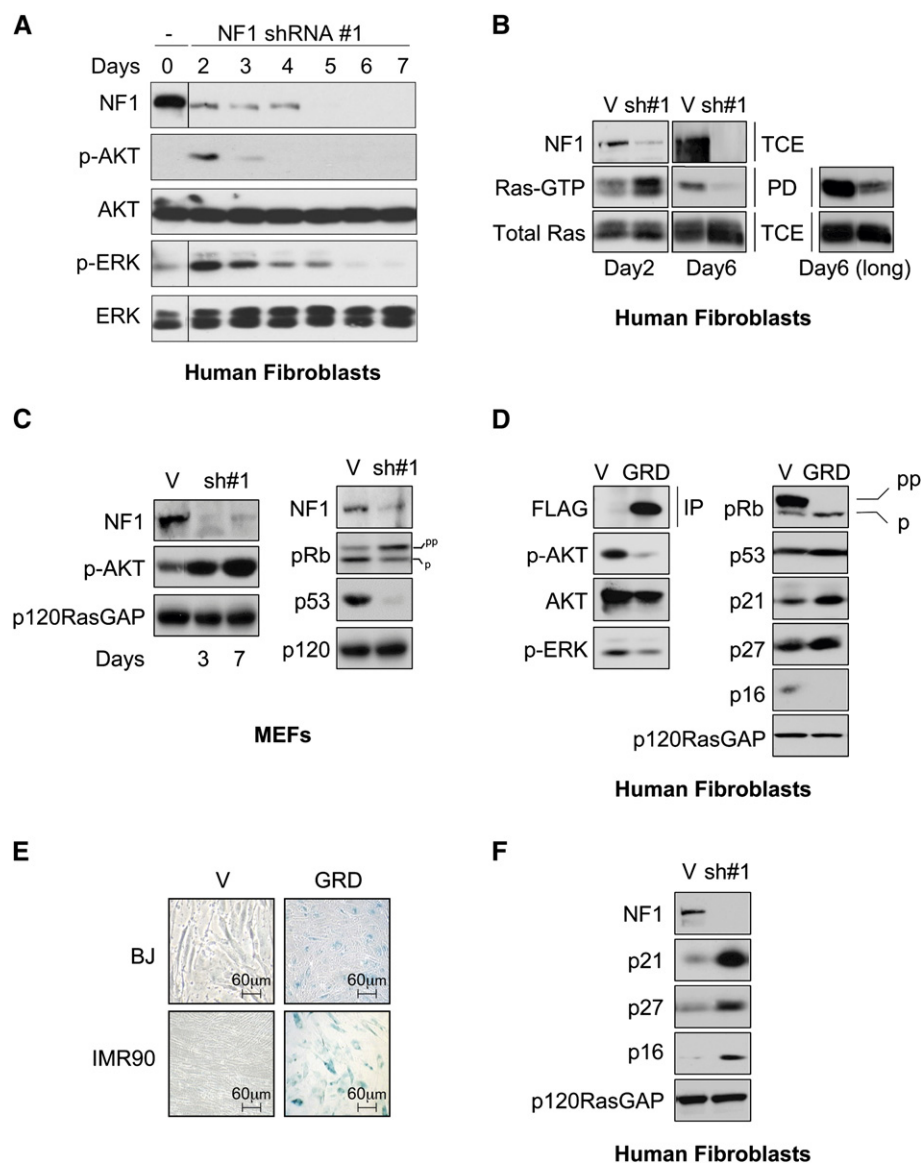 A
- NF1 shRNA #1
Days 0 2 3 4 5 6 7
NF1
p-AKT
AKT
p-ERK
ERK
Human Fibroblasts
B
V sh#1 V sh#1
NF1 TCE
Ras-GTP PD
Total Ras TCE
Day2 Day6 Day6 (long)
Human Fibroblasts
C
V sh#1
NF1
p-AKT
p120RasGAP
Days 3 7
V sh#1
NF1
pRb pp
p
p53
p120
MEFs
D
V GRD
FLAG IP
p-AKT
AKT
p-ERK
V GRD
pp
pRb p
p53
p21
p27
p16
p120RasGAP
Human Fibroblasts
E
V GRD
BJ 60μm 60μm
IMR90 60μm 60μm
F
V sh#1
NF1
p21
p27
p16
p120RasGAP
Human Fibroblasts